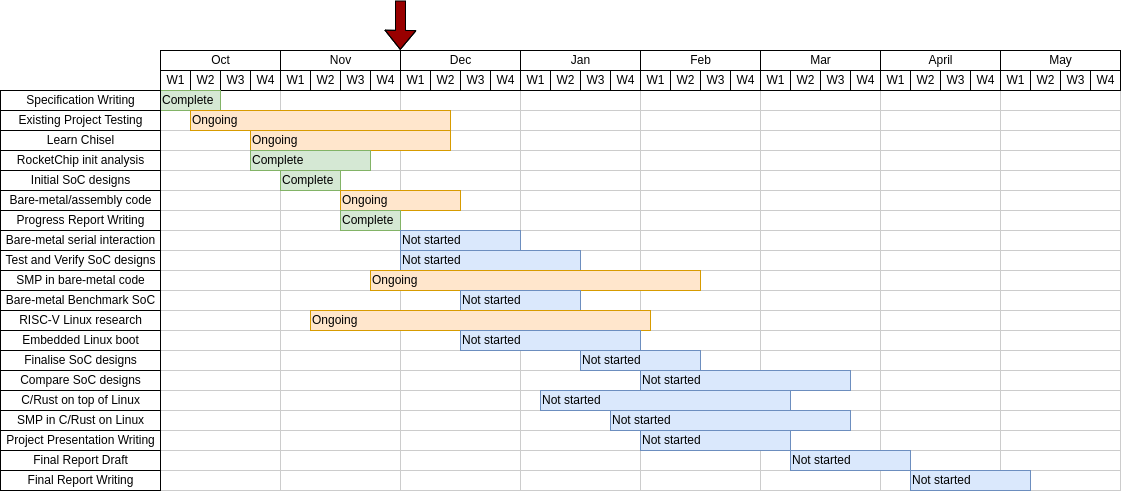 Oct Nov Dec Jan Feb Mar April May
W1 W2 W3 W4 W1 W2 W3 W4 W1 W2 W3 W4 W1 W2 W3 W4 W1 W2 W3 W4 W1 W2 W3 W4 W1 W2 W3 W4 W1 W2 W3 W4
Specification Writing Complete
Existing Project Testing Ongoing
Learn Chisel Ongoing
RocketChip init analysis Complete
Initial SoC designs Complete
Bare-metal/assembly code Ongoing
Progress Report Writing Complete
Bare-metal serial interaction Not started
Test and Verify SoC designs Not started
SMP in bare-metal code Ongoing
Bare-metal Benchmark SoC Not started
RISC-V Linux research Ongoing
Embedded Linux boot Not started
Finalise SoC designs Not started
Compare SoC designs Not started
C/Rust on top of Linux Not started
SMP in C/Rust on Linux Not started
Project Presentation Writing Not started
Final Report Draft Not started
Final Report Writing Not started